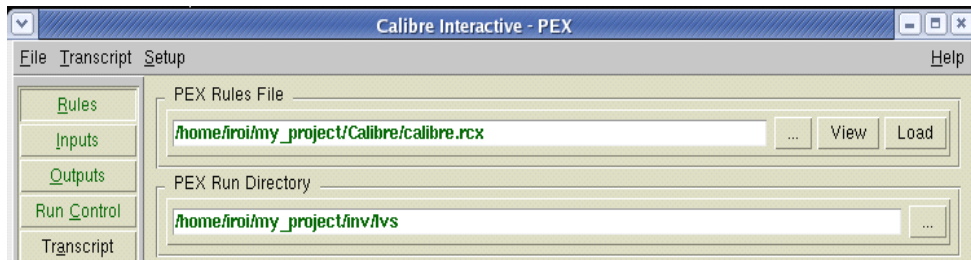 Calibre Interactive - PEX
File Transcript Setup Help
Rules
PEX Rules File
/home/iroi/my_project/Calibre/calibre.rcx ... View Load
Inputs
Outputs
PEX Run Directory
Run Control
/home/iroi/my_project/inv/lvs ...
Transcript